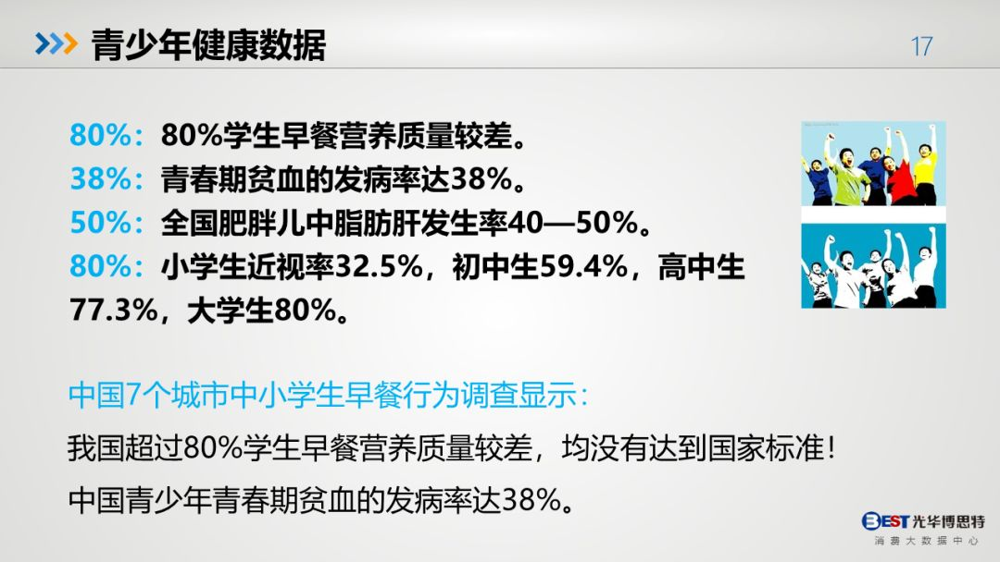 青少年健康数据
17
80%：80%学生早餐营养质量较差。
38%：青春期贫血的发病率达38%。
50%：全国肥胖儿中脂肪肝发生率40—50%。
80%：小学生近视率32.5%，初中生59.4%，高中生
77.3%，大学生80%。
中国7个城市中小学生早餐行为调查显示：
我国超过80%学生早餐营养质量较差，均没有达到国家标准！
中国青少年青春期贫血的发病率达38%。
BEST光华博思特
消费大数据中心